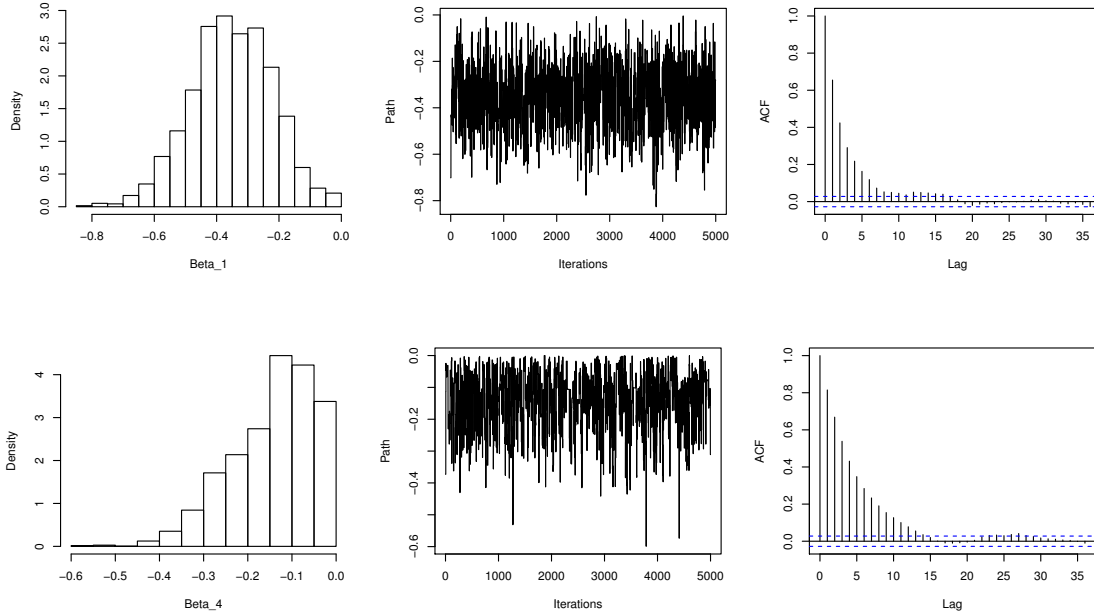 Density
0.0 0.5 1.0 1.5 2.0 2.5 3.0
−0.8 −0.6 −0.4 −0.2 0.0
Beta_1
Path
−0.8 −0.6 −0.4 −0.2 0.0
0 1000 2000 3000 4000 5000
Iterations
ACF
0.0 0.2 0.4 0.6 0.8 1.0
0 5 10 15 20 25 30 35
Lag
Density
0 1 2 3 4
−0.6 −0.5 −0.4 −0.3 −0.2 −0.1 0.0
Beta_4
Path
−0.6 −0.4 −0.2 0.0
0 1000 2000 3000 4000 5000
Iterations
ACF
0.0 0.2 0.4 0.6 0.8 1.0
0 5 10 15 20 25 30 35
Lag